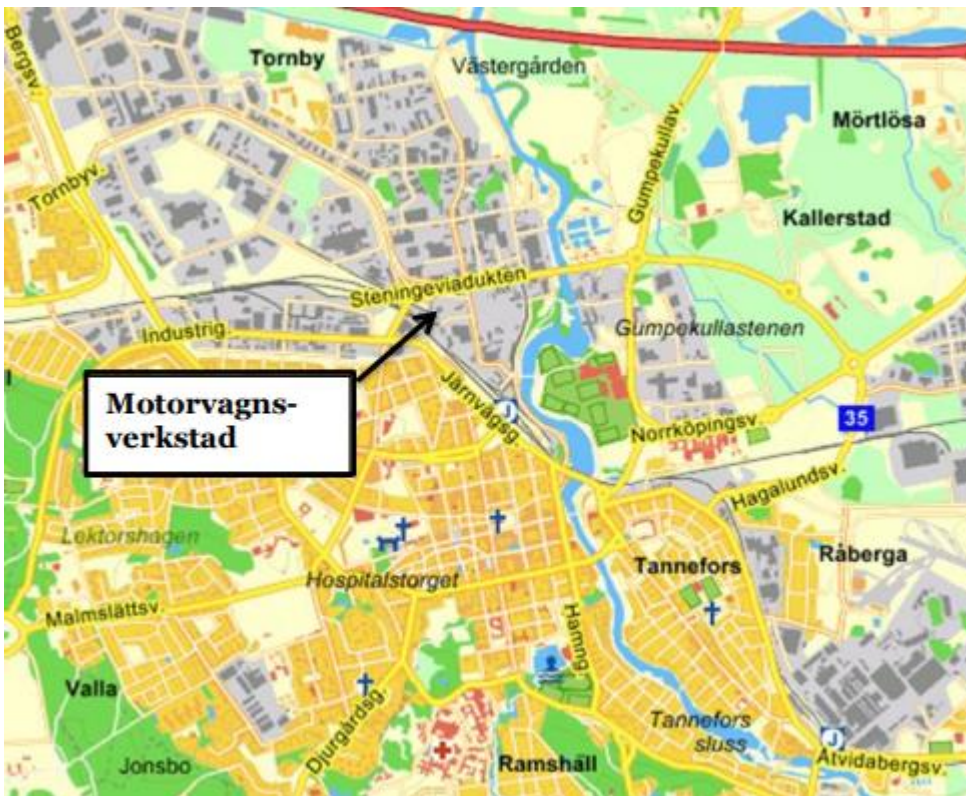 Bergsv.
Tornby
Västergården
Gumpekullav.
Mörtlösa
Tornbyv.
Kallerstad
Steningeviadukten
Industrig.
Gumpekullastenen
Motorvagns-
verkstad
Järnvägsg.
J
35
Norrköpingsv.
Hagalundsv.
Lektorshagen
Hospitalstorget
Tannefors
Råberga
Malmslättsv.
Hamng.
Valla
Djurgårdsg.
Tannefors
sluss
J
Jonsbo
Ramshäll
Åtvidabergsv.